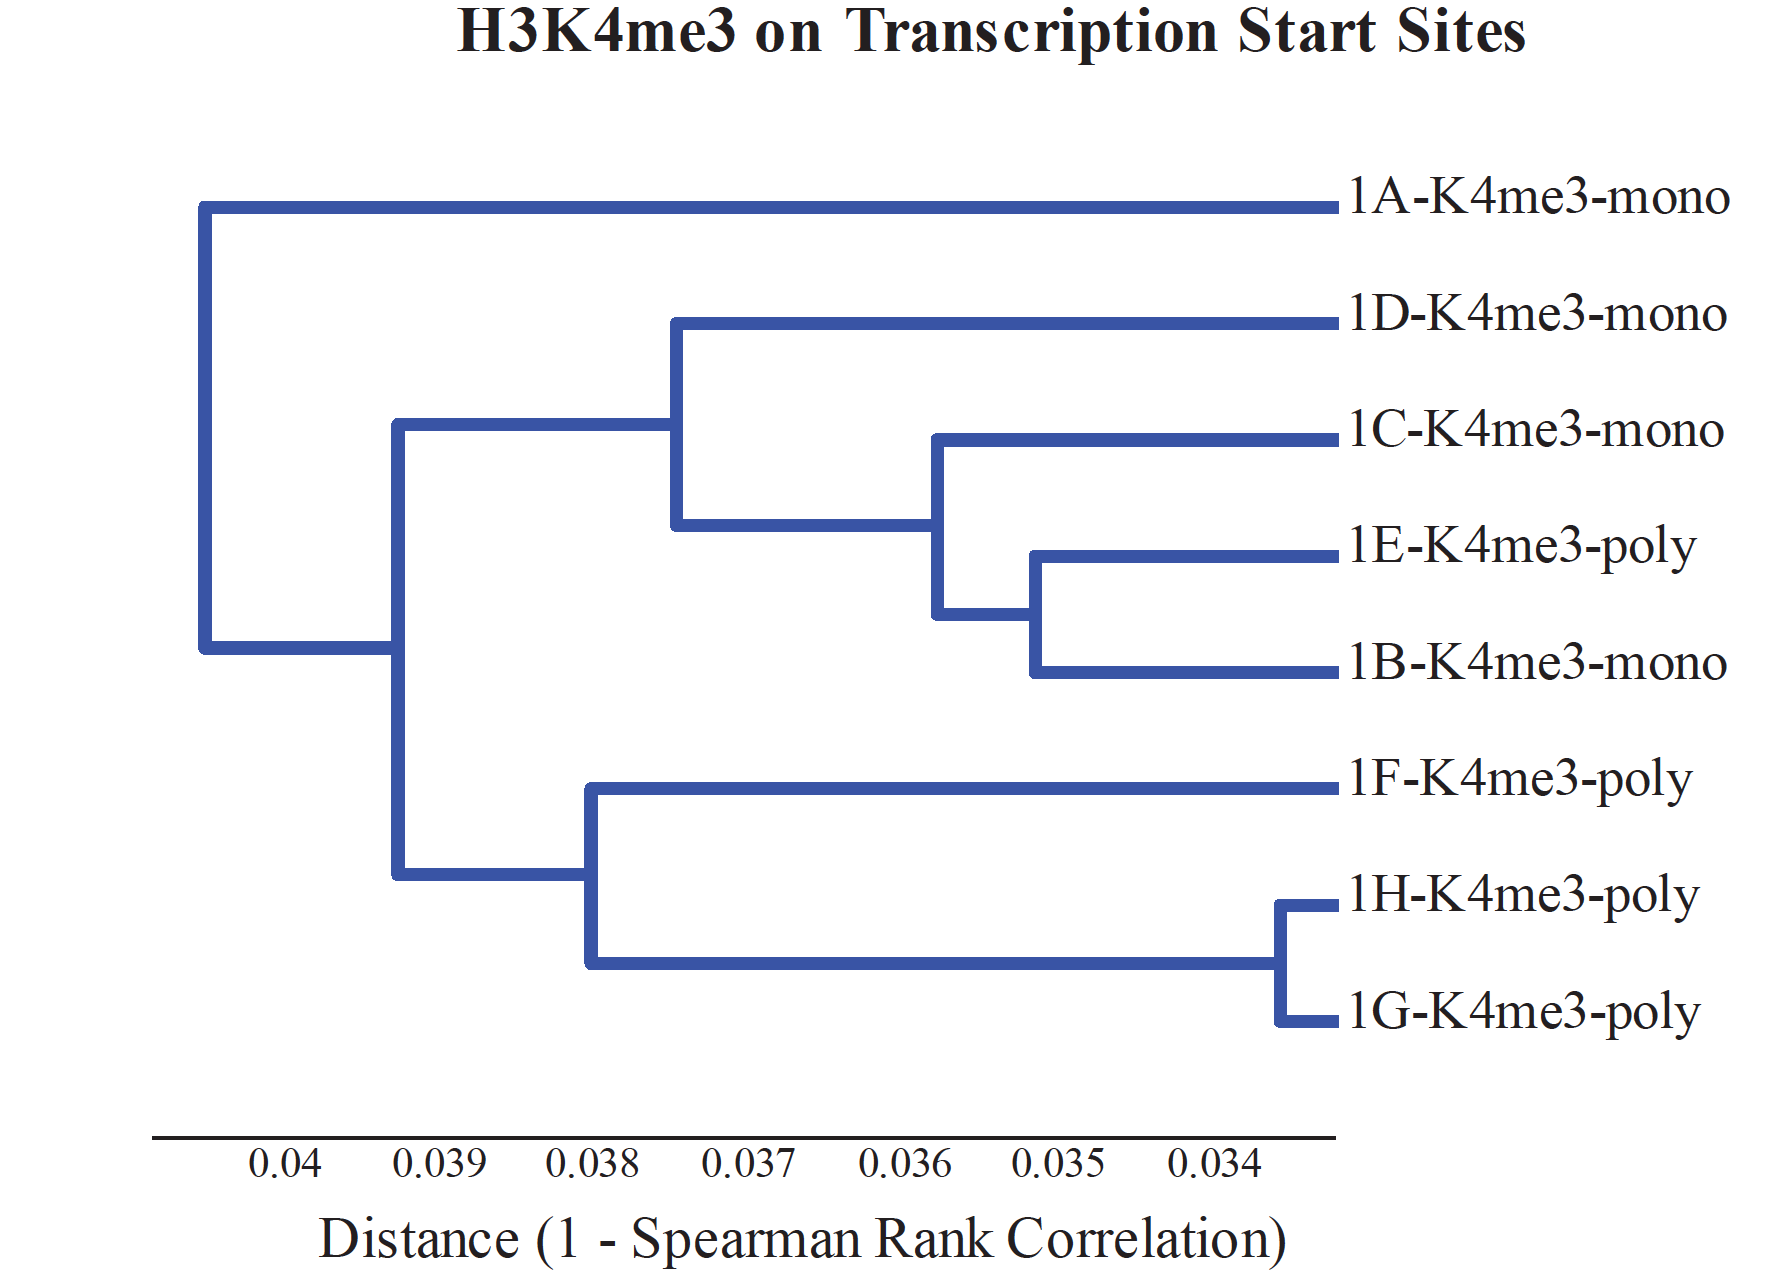 H3K4me3 on Transcription Start Sites
1A-K4me3-mono
1D-K4me3-mono
1C-K4me3-mono
1E-K4me3-poly
1B-K4me3-mono
1F-K4me3-poly
1H-K4me3-poly
1G-K4me3-poly
0.04 0.039 0.038 0.037 0.036 0.035 0.034
Distance (1 - Spearman Rank Correlation)